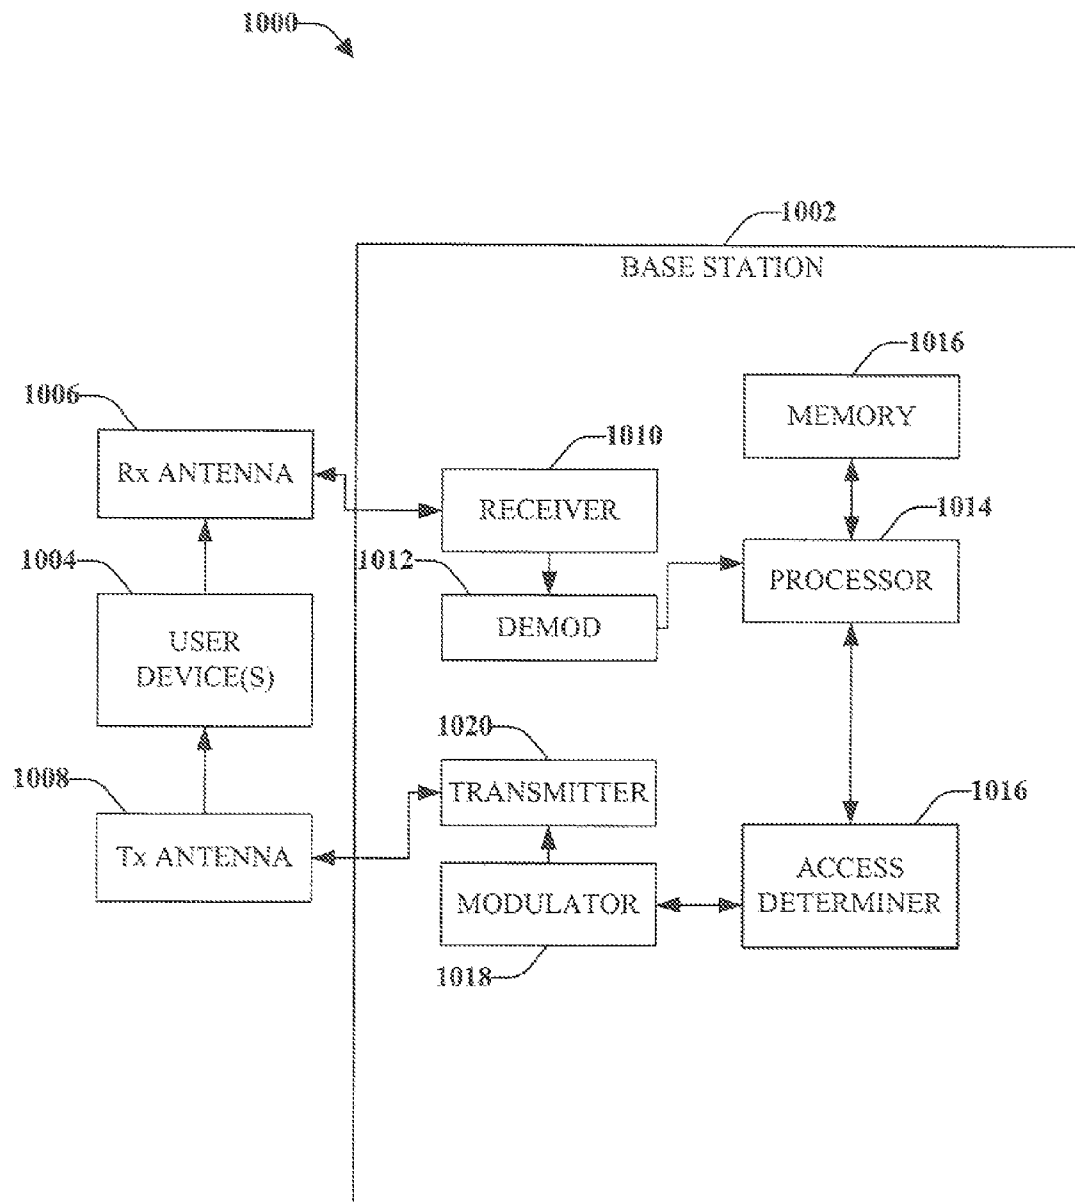 1000
1002
BASE STATION
1016
MEMORY
1006
Rx ANTENNA
1010
RECEIVER
1014
PROCESSOR
1004
USER
DEVICE(S)
1012
DEMOD
1020
TRANSMITTER
1008
Tx ANTENNA
1016
ACCESS
DETERMINER
MODULATOR
1018